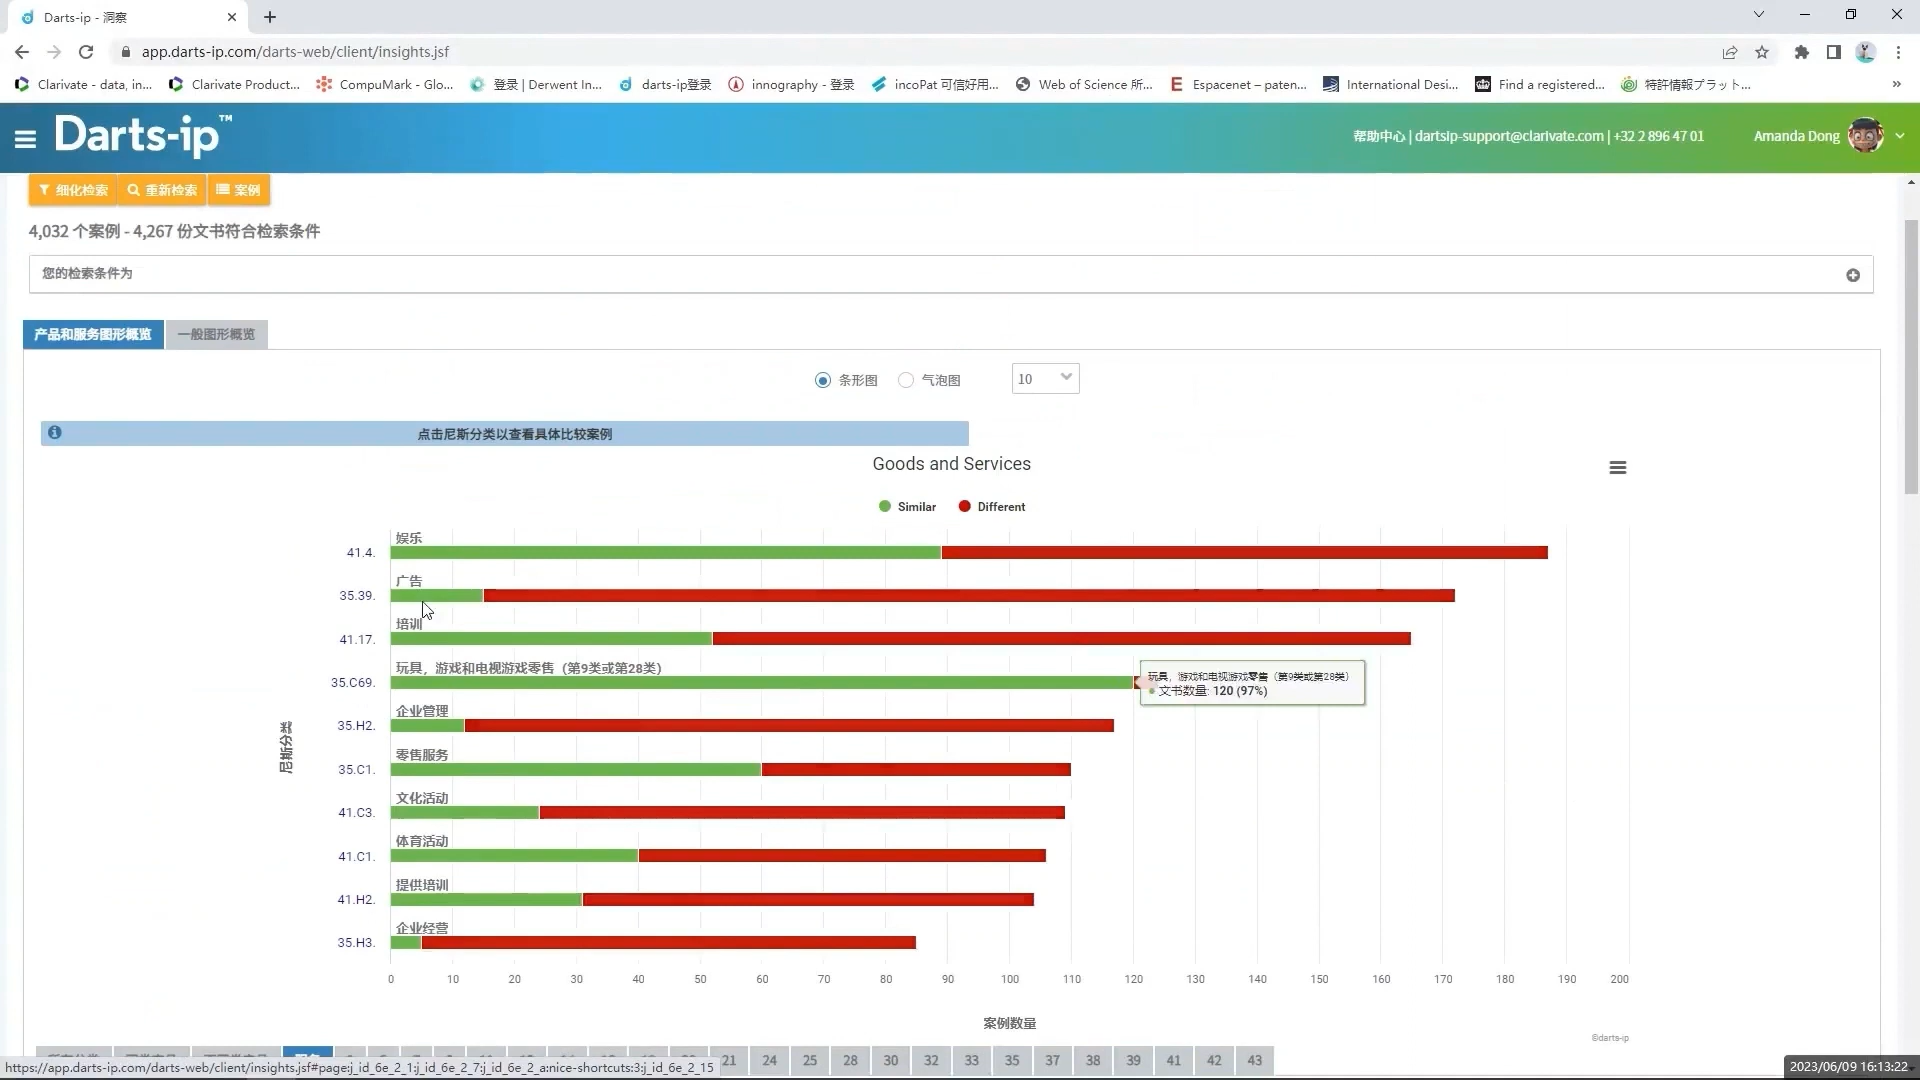 Darts-ip - 洞察
app.darts-ip.com/darts-web/client/insights.jsf
Clarivate - data, in...
Clarivate Product...
CompuMark - Glo...
登录 | Derwent In...
darts-ip登录
innography - 登录
incoPat 可信好用...
Web of Science 所...
Espacenet – paten...
International Desi...
Find a registered...
特許情報プラット...
Darts-ip™
帮助中心 | dartsip-support@clarivate.com | +32 2 896 47 01
Amanda Dong
细化检索
重新检索
案例
4,032 个案例 - 4,267 份文书符合检索条件
您的检索条件为
产品和服务图形概览
一般图形概览
条形图
气泡图
10
点击尼斯分类以查看具体比较案例
Goods and Services
Similar
Different
娱乐
41.4.
广告
35.39.
培训
41.17.
玩具，游戏和电视游戏零售（第9类或第28类）
35.C69.
玩具，游戏和电视游戏零售（第9类或第28类）
文书数量: 120 (97%)
企业管理
35.H2.
零售服务
35.C1.
文化活动
41.C3.
体育活动
41.C1.
提供培训
41.H2.
企业经营
35.H3.
尼斯分类
0 10 20 30 40 50 60 70 80 90 100 110 120 130 140 150 160 170 180 190 200
案例数量
©darts-ip
21 24 25 28 30 32 33 35 37 38 39 41 42 43
https://app.darts-ip.com/darts-web/client/insights.jsf#page:j_id_6e_2_1:j_id_6e_2_7:j_id_6e_2_a:nice-shortcuts:3:j_id_6e_2_15
2023/06/09 16:13:22